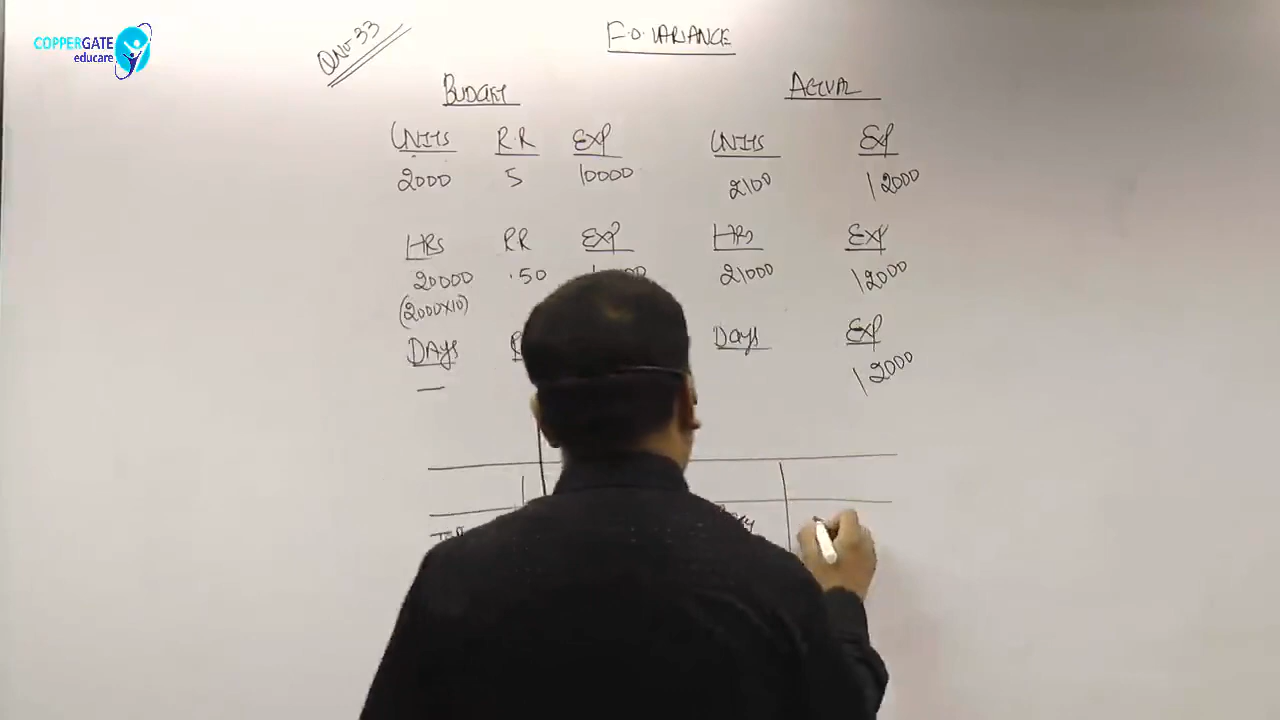 COPPERGATE
educare
QNo-33
F.O. VARIANCE
BUDGET
ACTUAL
UNITS R.R EXP UNITS EXP
2000 5 10000 2100 12000
HRS RR EXP HRS EXP
20000 .50 21000 12000
(2000X10)
DAYS Days EXP
— 12000